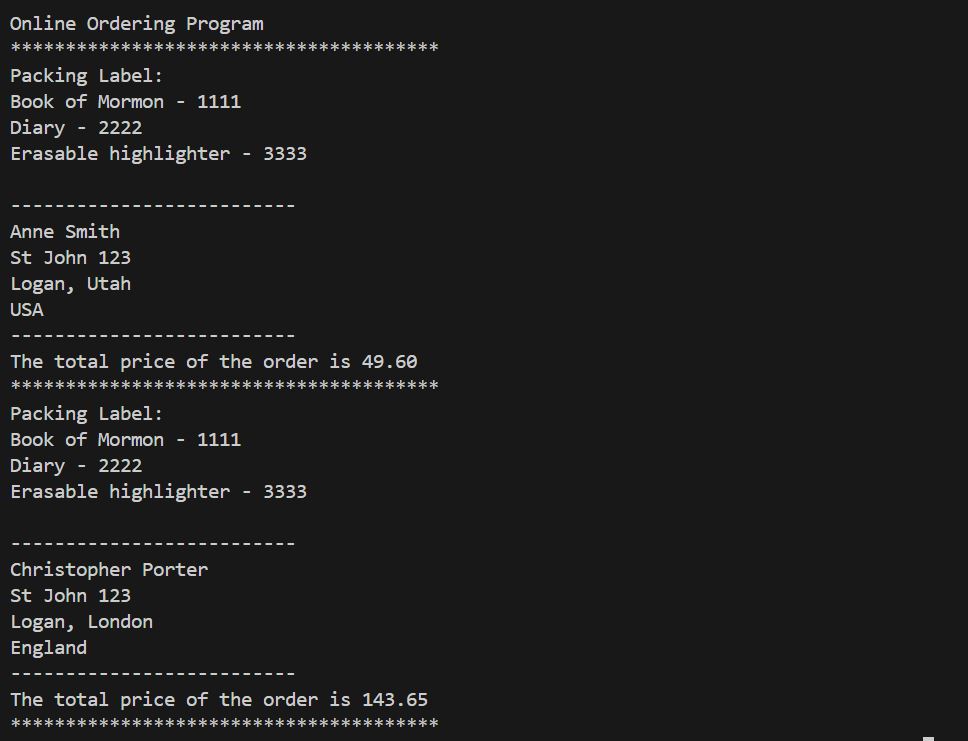 Online Ordering Program
***************************************
Packing Label:
Book of Mormon - 1111
Diary - 2222
Erasable highlighter - 3333
--------------------------
Anne Smith
St John 123
Logan, Utah
USA
--------------------------
The total price of the order is 49.60
***************************************
Packing Label:
Book of Mormon - 1111
Diary - 2222
Erasable highlighter - 3333
--------------------------
Christopher Porter
St John 123
Logan, London
England
--------------------------
The total price of the order is 143.65
***************************************